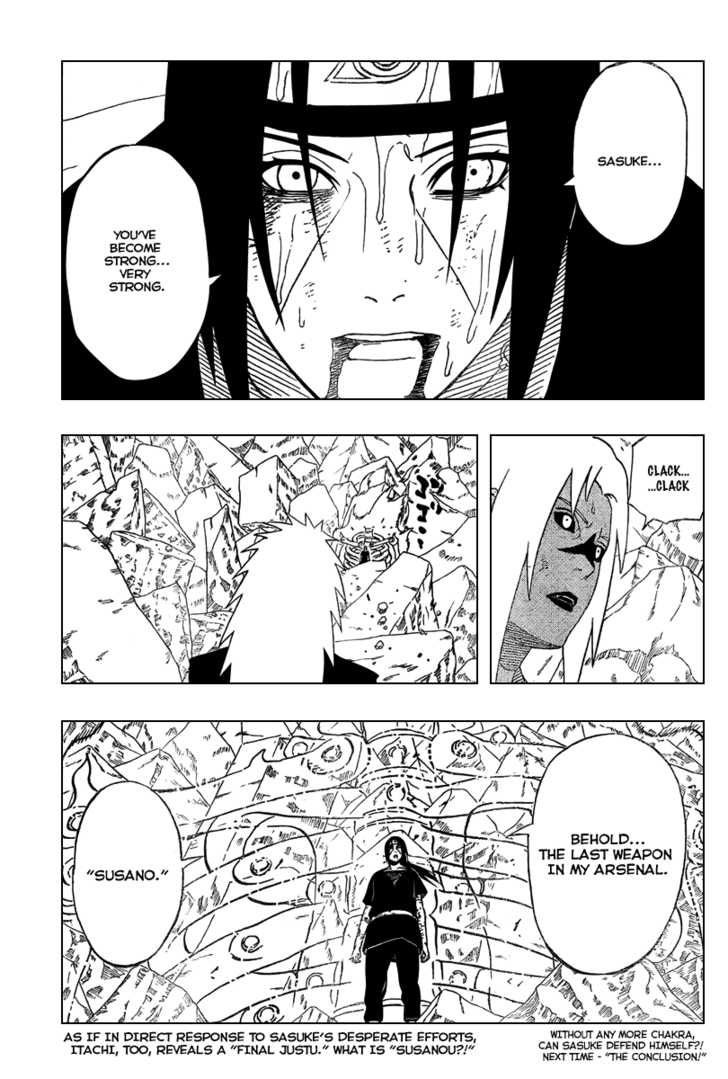 SASUKE...
YOU'VE
BECOME
STRONG...
VERY
STRONG.
CLACK...
...CLACK
BEHOLD...
THE LAST WEAPON
IN MY ARSENAL.
"SUSANO."
AS IF IN DIRECT RESPONSE TO SASUKE'S DESPERATE EFFORTS,
ITACHI, TOO, REVEALS A "FINAL JUSTU." WHAT IS "SUSANOU?!"
WITHOUT ANY MORE CHAKRA,
CAN SASUKE DEFEND HIMSELF?!
NEXT TIME - "THE CONCLUSION!"